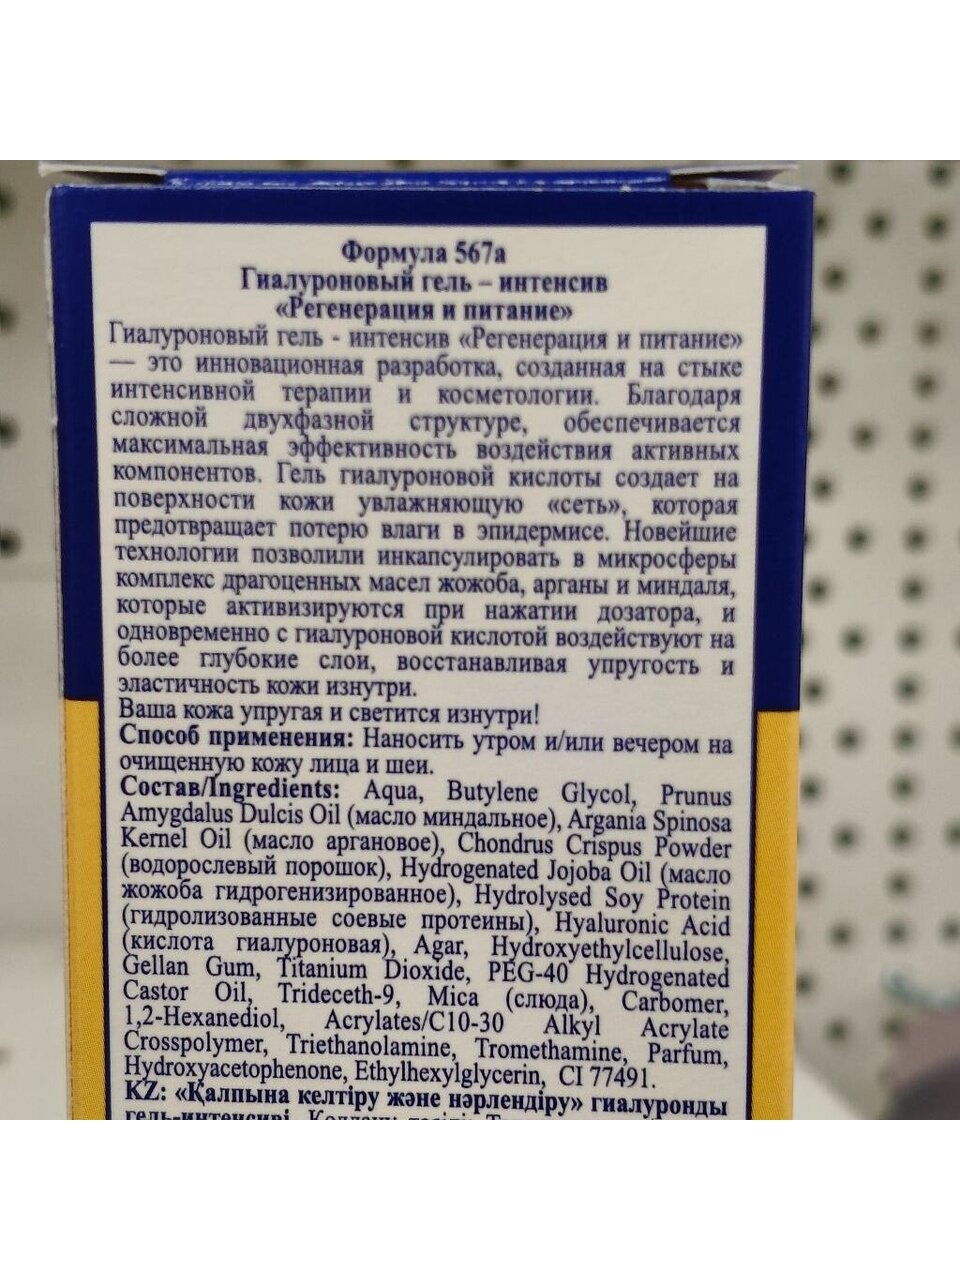 Формула 567а
Гиалуроновый гель – интенсив
«Регенерация и питание»
Гиалуроновый гель - интенсив «Регенерация и питание»
— это инновационная разработка, созданная на стыке
интенсивной терапии и косметологии. Благодаря
сложной двухфазной структуре, обеспечивается
максимальная эффективность воздействия активных
компонентов. Гель гиалуроновой кислоты создает на
поверхности кожи увлажняющую «сеть», которая
предотвращает потерю влаги в эпидермисе. Новейшие
технологии позволили инкапсулировать в микросферы
комплекс драгоценных масел жожоба, арганы и миндаля,
которые активизируются при нажатии дозатора, и
одновременно с гиалуроновой кислотой воздействуют на
более глубокие слои, восстанавливая упругость и
эластичность кожи изнутри.
Ваша кожа упругая и светится изнутри!
Способ применения: Наносить утром и/или вечером на
очищенную кожу лица и шеи.
Состав/Ingredients: Aqua, Butylene Glycol, Prunus
Amygdalus Dulcis Oil (масло миндальное), Argania Spinosa
Kernel Oil (масло аргановое), Chondrus Crispus Powder
(водорослевый порошок), Hydrogenated Jojoba Oil (масло
жожоба гидрогенизированное), Hydrolysed Soy Protein
(гидролизованные соевые протеины), Hyaluronic Acid
(кислота гиалуроновая), Agar, Hydroxyethylcellulose,
Gellan Gum, Titanium Dioxide, PEG-40 Hydrogenated
Castor Oil, Trideceth-9, Mica (слюда), Carbomer,
1,2-Hexanediol, Acrylates/C10-30 Alkyl Acrylate
Crosspolymer, Triethanolamine, Tromethamine, Parfum,
Hydroxyacetophenone, Ethylhexylglycerin, CI 77491.
KZ: «Қалпына келтіру және нәрлендіру» гиалуронды
гель-интенсиві.